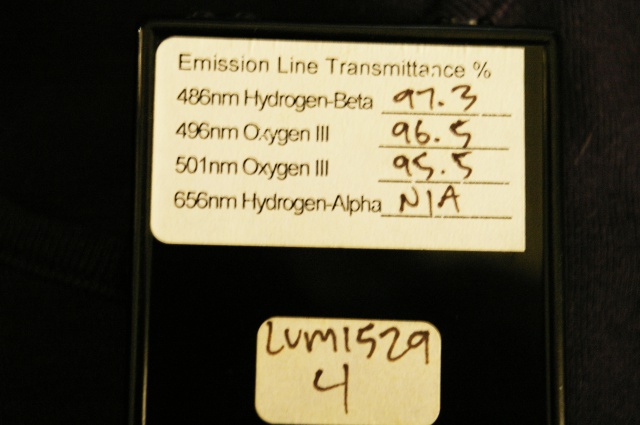 Emission Line Transmittance %
486nm Hydrogen-Beta 97.3
496nm Oxygen III 96.5
501nm Oxygen III 95.5
656nm Hydrogen-Alpha N/A
LUM1529
4